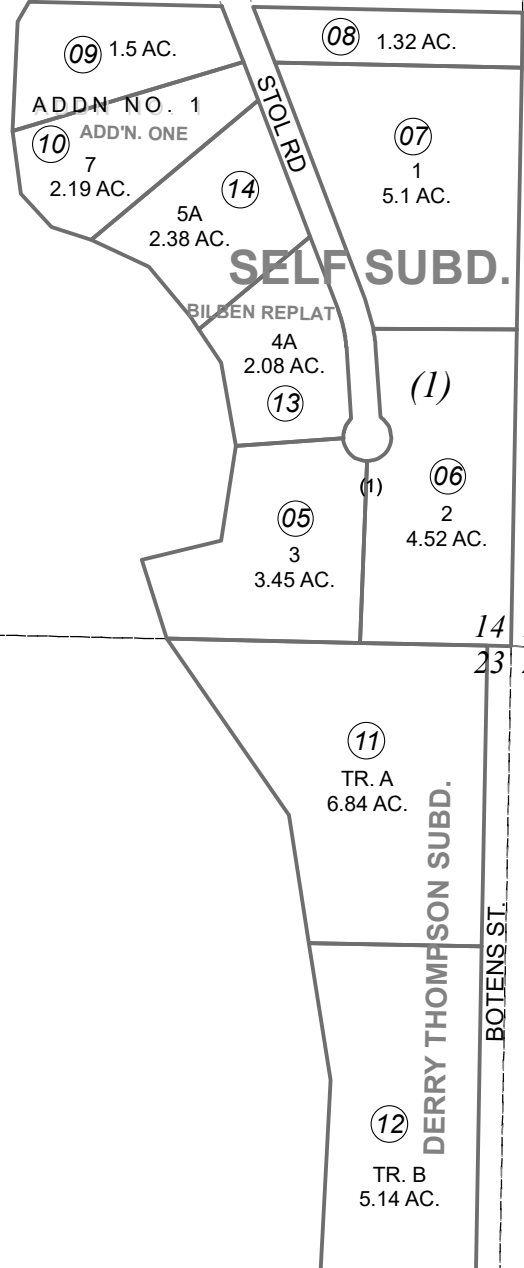 09 1.5 AC.
08 1.32 AC.
ADDN NO. 1
ADD'N. ONE
10
7
2.19 AC.
STOL RD
07
1
5.1 AC.
14
5A
2.38 AC.
SELF SUBD.
BILBEN REPLAT
4A
2.08 AC.
13
(1)
(1)
06
2
4.52 AC.
05
3
3.45 AC.
14
23
11
TR. A
6.84 AC.
DERRY THOMPSON SUBD.
BOTENS ST.
12
TR. B
5.14 AC.